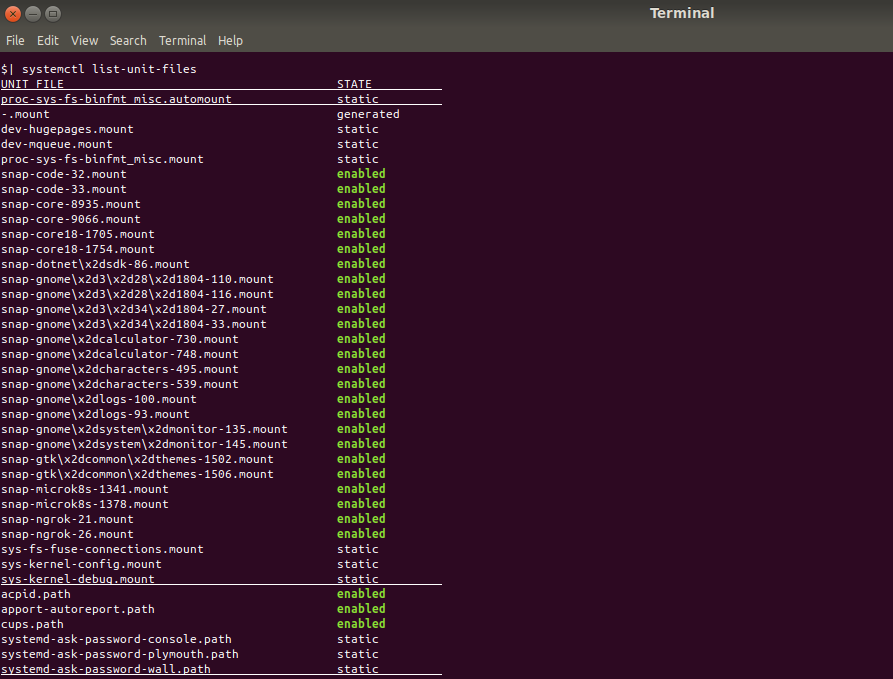 Terminal
File Edit View Search Terminal Help
$| systemctl list-unit-files
UNIT FILE STATE
proc-sys-fs-binfmt_misc.automount static
-.mount generated
dev-hugepages.mount static
dev-mqueue.mount static
proc-sys-fs-binfmt_misc.mount static
snap-code-32.mount enabled
snap-code-33.mount enabled
snap-core-8935.mount enabled
snap-core-9066.mount enabled
snap-core18-1705.mount enabled
snap-core18-1754.mount enabled
snap-dotnet\x2dsdk-86.mount enabled
snap-gnome\x2d3\x2d28\x2d1804-110.mount enabled
snap-gnome\x2d3\x2d28\x2d1804-116.mount enabled
snap-gnome\x2d3\x2d34\x2d1804-27.mount enabled
snap-gnome\x2d3\x2d34\x2d1804-33.mount enabled
snap-gnome\x2dcalculator-730.mount enabled
snap-gnome\x2dcalculator-748.mount enabled
snap-gnome\x2dcharacters-495.mount enabled
snap-gnome\x2dcharacters-539.mount enabled
snap-gnome\x2dlogs-100.mount enabled
snap-gnome\x2dlogs-93.mount enabled
snap-gnome\x2dsystem\x2dmonitor-135.mount enabled
snap-gnome\x2dsystem\x2dmonitor-145.mount enabled
snap-gtk\x2dcommon\x2dthemes-1502.mount enabled
snap-gtk\x2dcommon\x2dthemes-1506.mount enabled
snap-microk8s-1341.mount enabled
snap-microk8s-1378.mount enabled
snap-ngrok-21.mount enabled
snap-ngrok-26.mount enabled
sys-fs-fuse-connections.mount static
sys-kernel-config.mount static
sys-kernel-debug.mount static
acpid.path enabled
apport-autoreport.path enabled
cups.path enabled
systemd-ask-password-console.path static
systemd-ask-password-plymouth.path static
systemd-ask-password-wall.path static